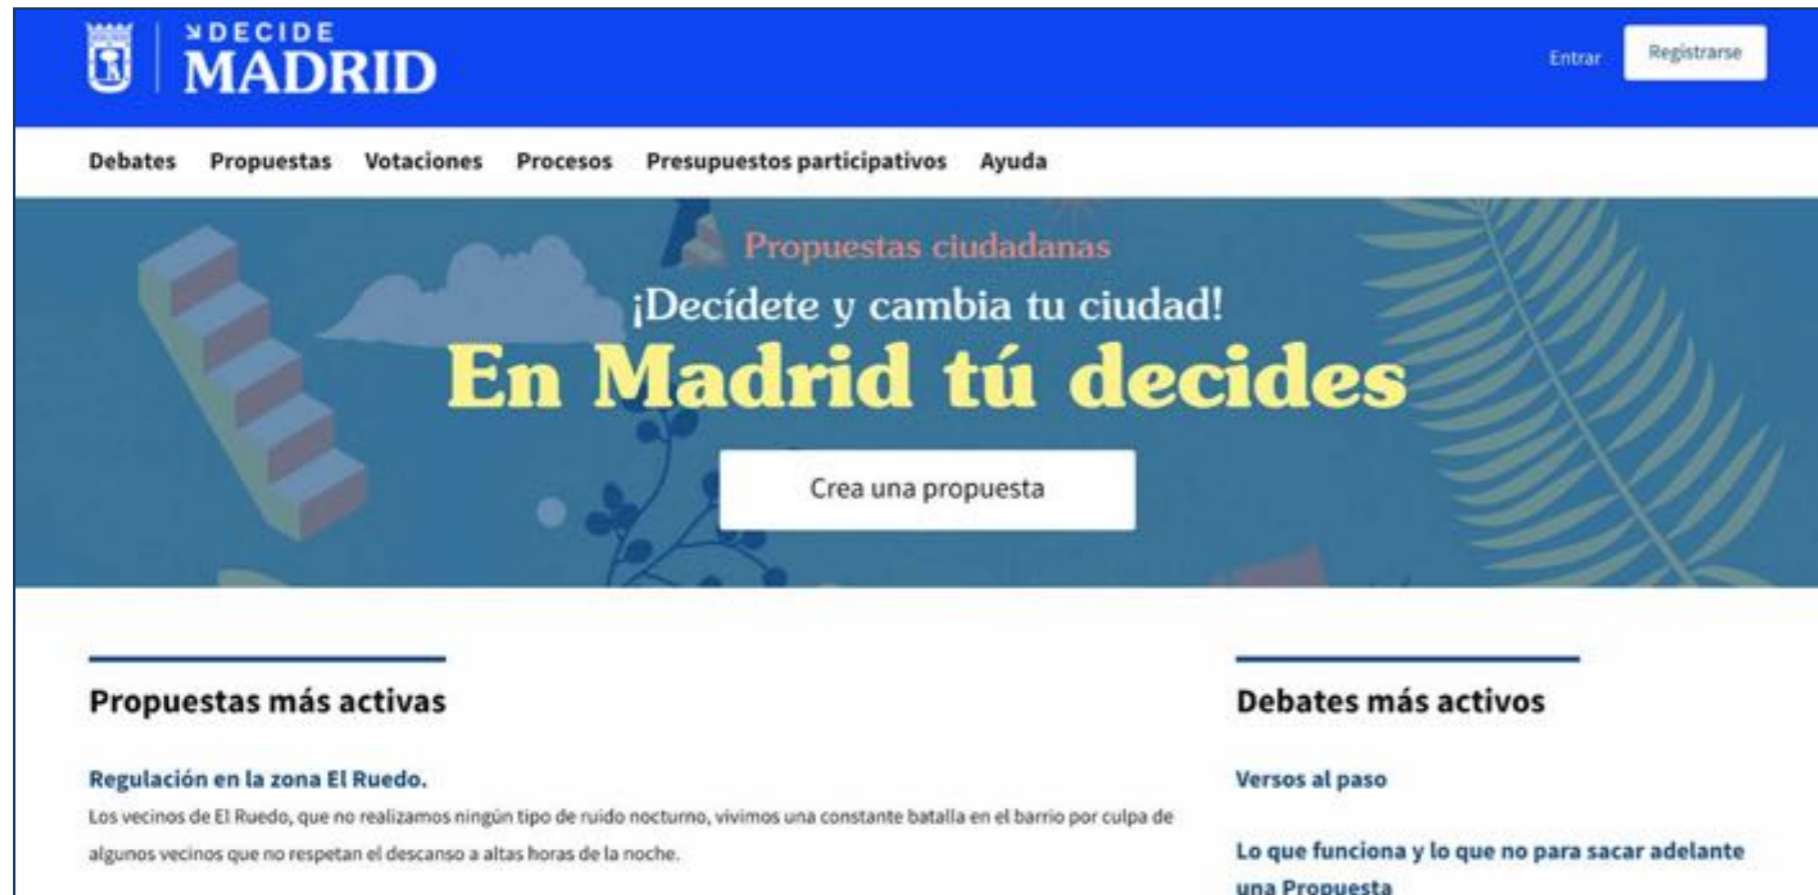 DECIDE
MADRID
Entrar
Registrarse
Debates Propuestas Votaciones Procesos Presupuestos participativos Ayuda
Propuestas ciudadanas
¡Decídete y cambia tu ciudad!
En Madrid tú decides
Crea una propuesta
Propuestas más activas
Regulación en la zona El Ruedo.
Los vecinos de El Ruedo, que no realizamos ningún tipo de ruido nocturno, vivimos una constante batalla en el barrio por culpa de
algunos vecinos que no respetan el descanso a altas horas de la noche.
Debates más activos
Versos al paso
Lo que funciona y lo que no para sacar adelante
una Propuesta